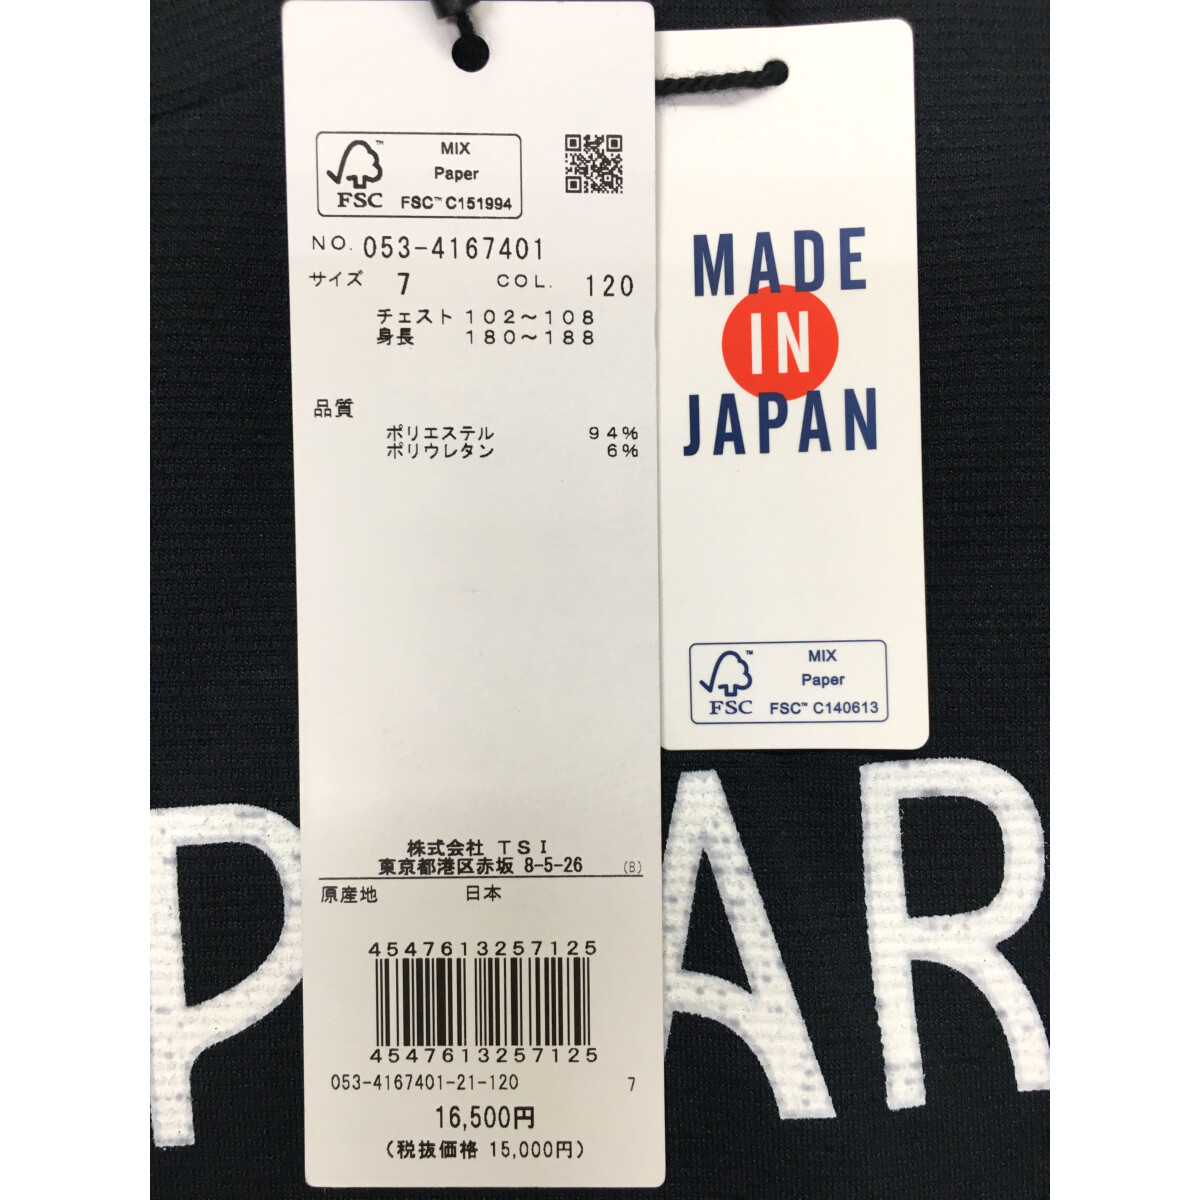 MIX
Paper
FSC
FSC™ C151994
NO. 053-4167401
サイズ 7 COL. 120
チェスト 102～108
身長 180～188
品質
ポリエステル 94%
ポリウレタン 6%
株式会社 TSI
東京都港区赤坂 8-5-26 (B)
原産地 日本
4547613257125
4547613257125
053-4167401-21-120 7
16,500円
(税抜価格 15,000円)
MADE
IN
JAPAN
MIX
Paper
FSC
FSC™ C140613
P AR